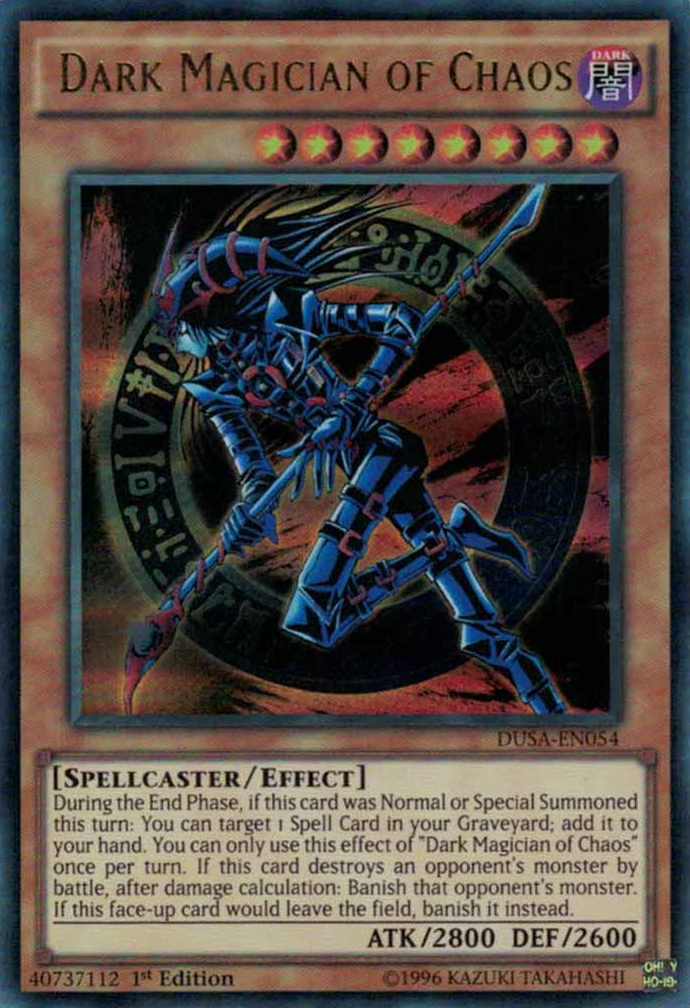 DARK MAGICIAN OF CHAOS
DARK
闇
DUSA-EN054
[SPELLCASTER/EFFECT]
During the End Phase, if this card was Normal or Special Summoned
this turn: You can target 1 Spell Card in your Graveyard; add it to
your hand. You can only use this effect of "Dark Magician of Chaos"
once per turn. If this card destroys an opponent's monster by
battle, after damage calculation: Banish that opponent's monster.
If this face-up card would leave the field, banish it instead.
ATK/2800 DEF/2600
40737112 1st Edition ©1996 KAZUKI TAKAHASHI